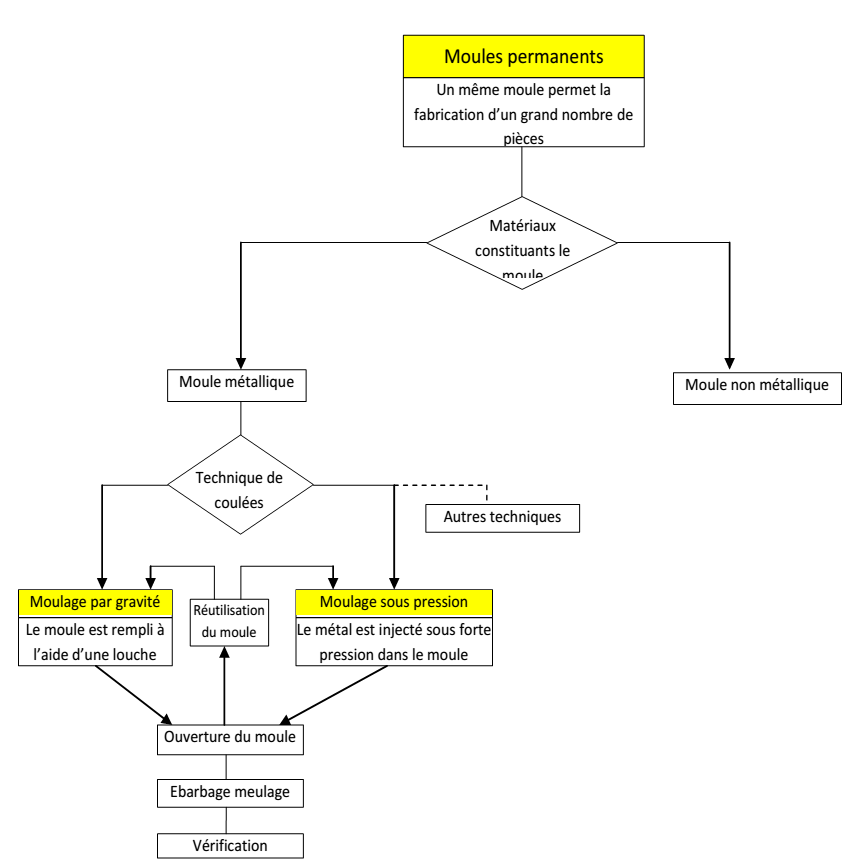 Moules permanents
Un même moule permet la
fabrication d'un grand nombre de
pièces
Matériaux
constituants le
moule
Moule métallique
Moule non métallique
Technique de
coulées
Autres techniques
Moulage par gravité
Le moule est rempli à
l'aide d'une louche
Réutilisation
du moule
Moulage sous pression
Le métal est injecté sous forte
pression dans le moule
Ouverture du moule
Ebarbage meulage
Vérification